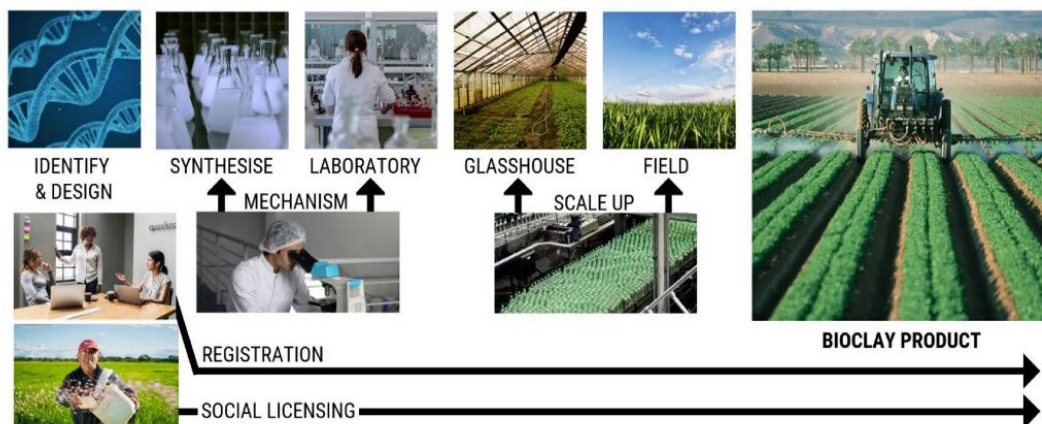 IDENTIFY
& DESIGN
SYNTHESISE
LABORATORY
GLASSHOUSE
FIELD
MECHANISM
SCALE UP
BIOCLAY PRODUCT
REGISTRATION
SOCIAL LICENSING